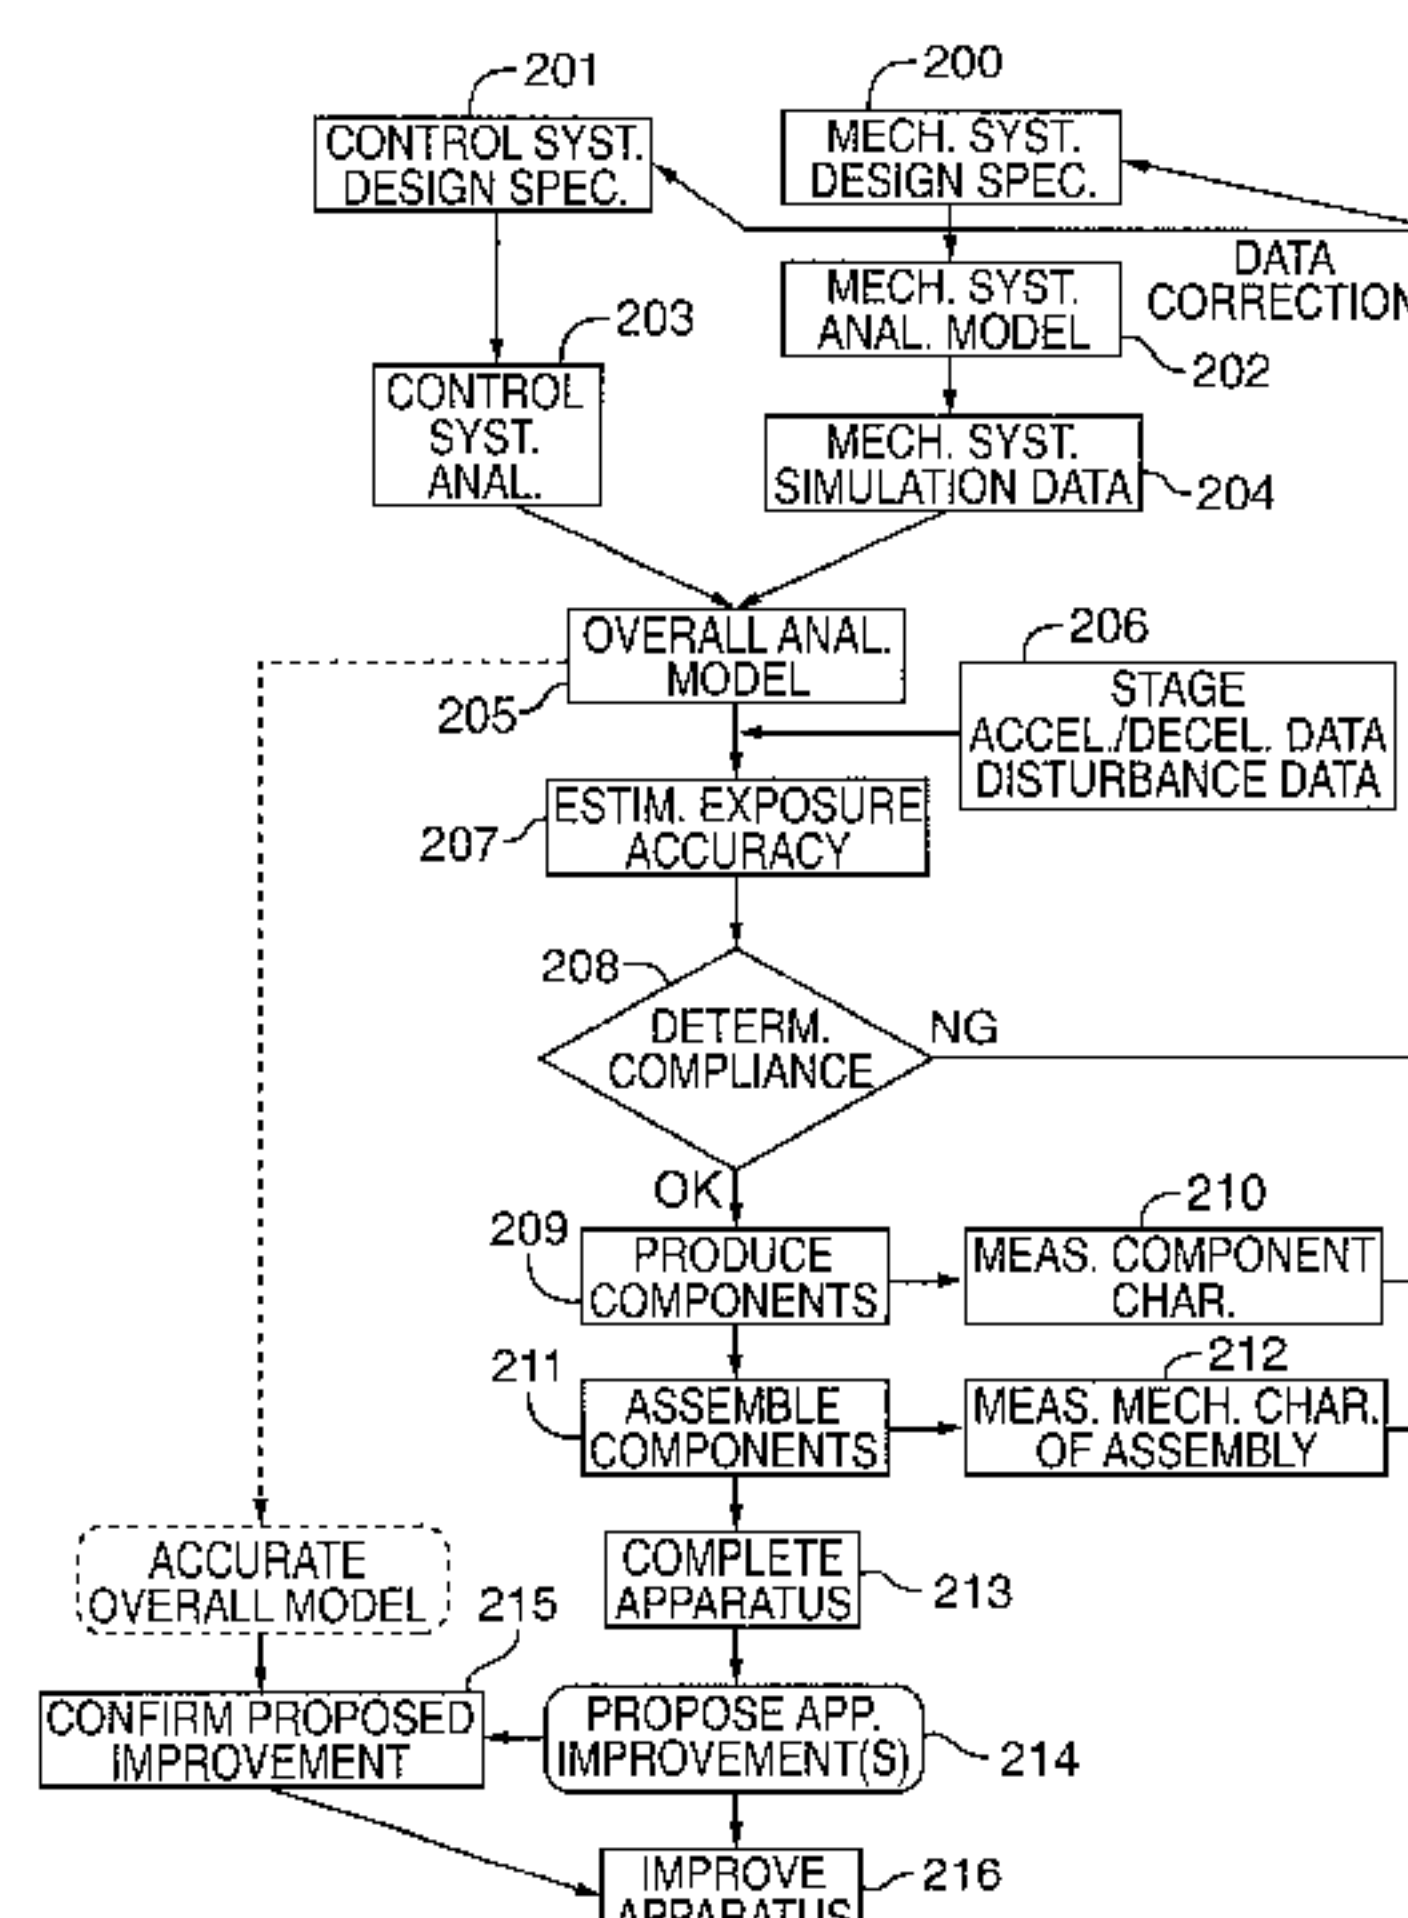 201
200
CONTROL SYST.
DESIGN SPEC.
MECH. SYST.
DESIGN SPEC.
DATA
CORRECTION
MECH. SYST.
ANAL. MODEL
203
202
CONTROL
SYST.
ANAL.
MECH. SYST.
SIMULATION DATA
204
OVERALL ANAL.
MODEL
205
206
STAGE
ACCEL./DECEL. DATA
DISTURBANCE DATA
ESTIM. EXPOSURE
ACCURACY
207
208
DETERM.
COMPLIANCE
NG
OK
209
PRODUCE
COMPONENTS
210
MEAS. COMPONENT
CHAR.
211
ASSEMBLE
COMPONENTS
212
MEAS. MECH. CHAR.
OF ASSEMBLY
ACCURATE
OVERALL MODEL
COMPLETE
APPARATUS
213
215
CONFIRM PROPOSED
IMPROVEMENT
PROPOSE APP.
IMPROVEMENT(S)
214
IMPROVE
APPARATUS
216